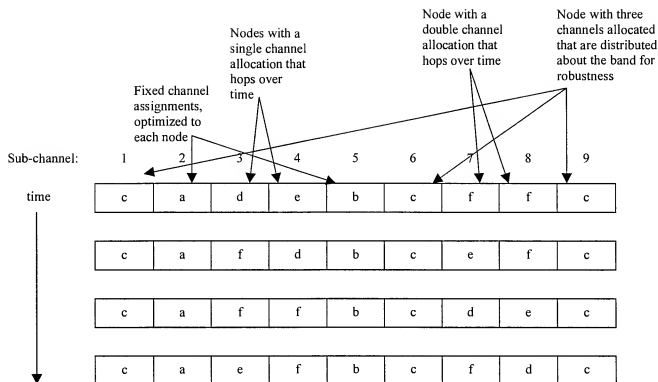 Node with a
double channel
allocation that
hops over time
Node with three
channels allocated
that are distributed
about the band for
robustness
Nodes with a
single channel
allocation that
hops over
time
Fixed channel
assignments,
optimized to
each node
Sub-channel: 1 2 3 4 5 6 7 8 9
time
c a d e b c f f c
c a f d b c e f c
c a f f b c d e c
c a e f b c f d c